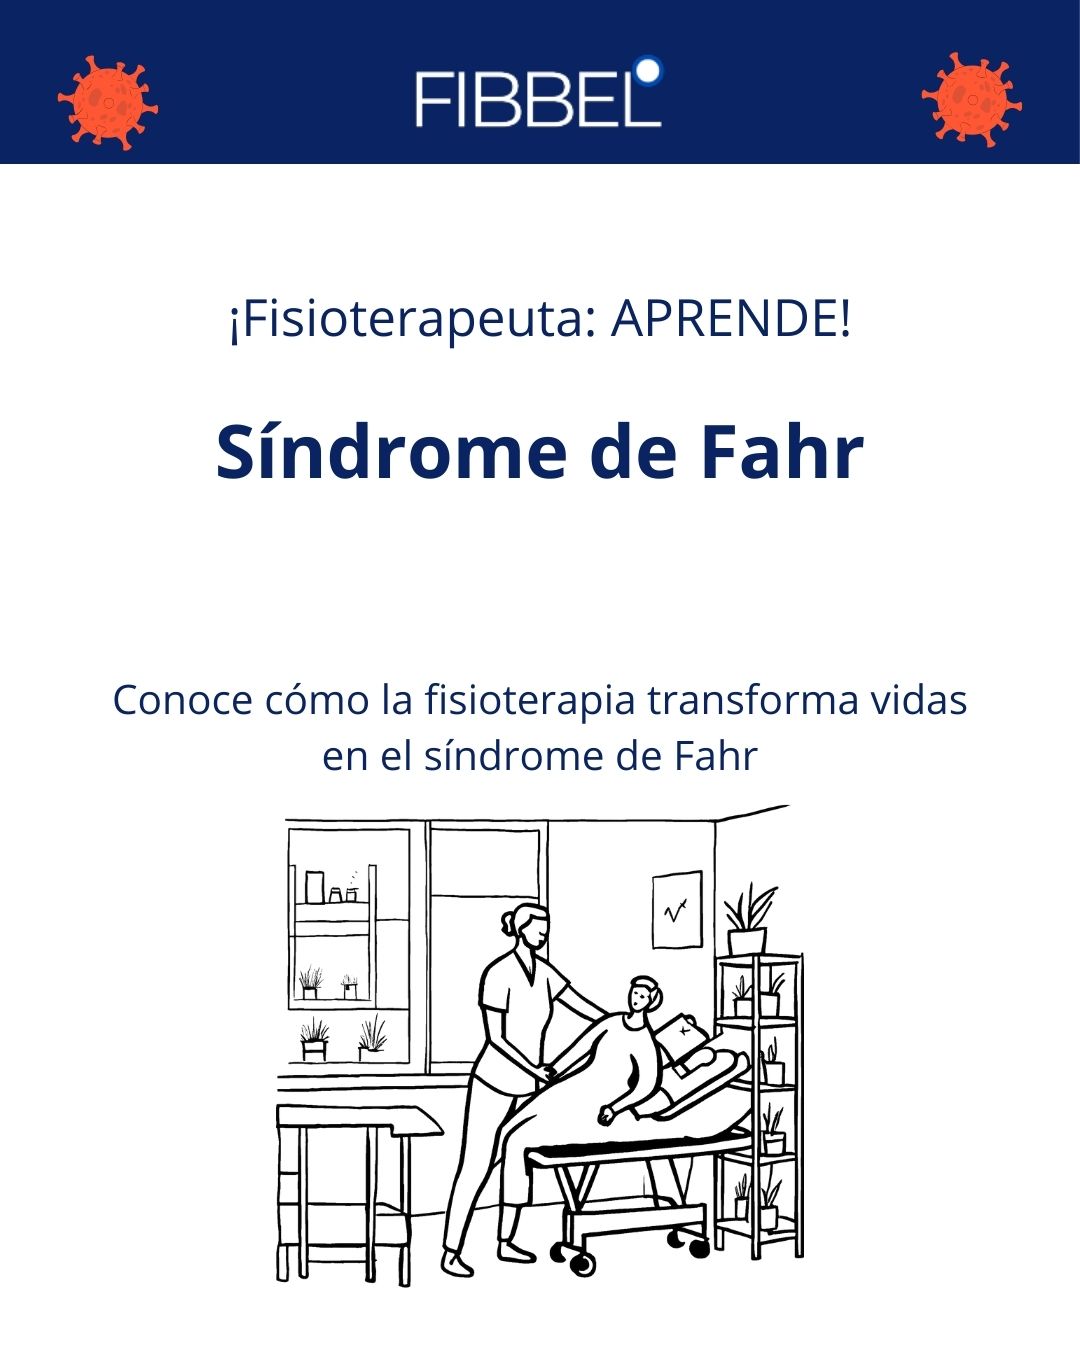 FIBBEL
¡Fisioterapeuta: APRENDE!
Síndrome de Fahr
Conoce cómo la fisioterapia transforma vidas
en el síndrome de Fahr